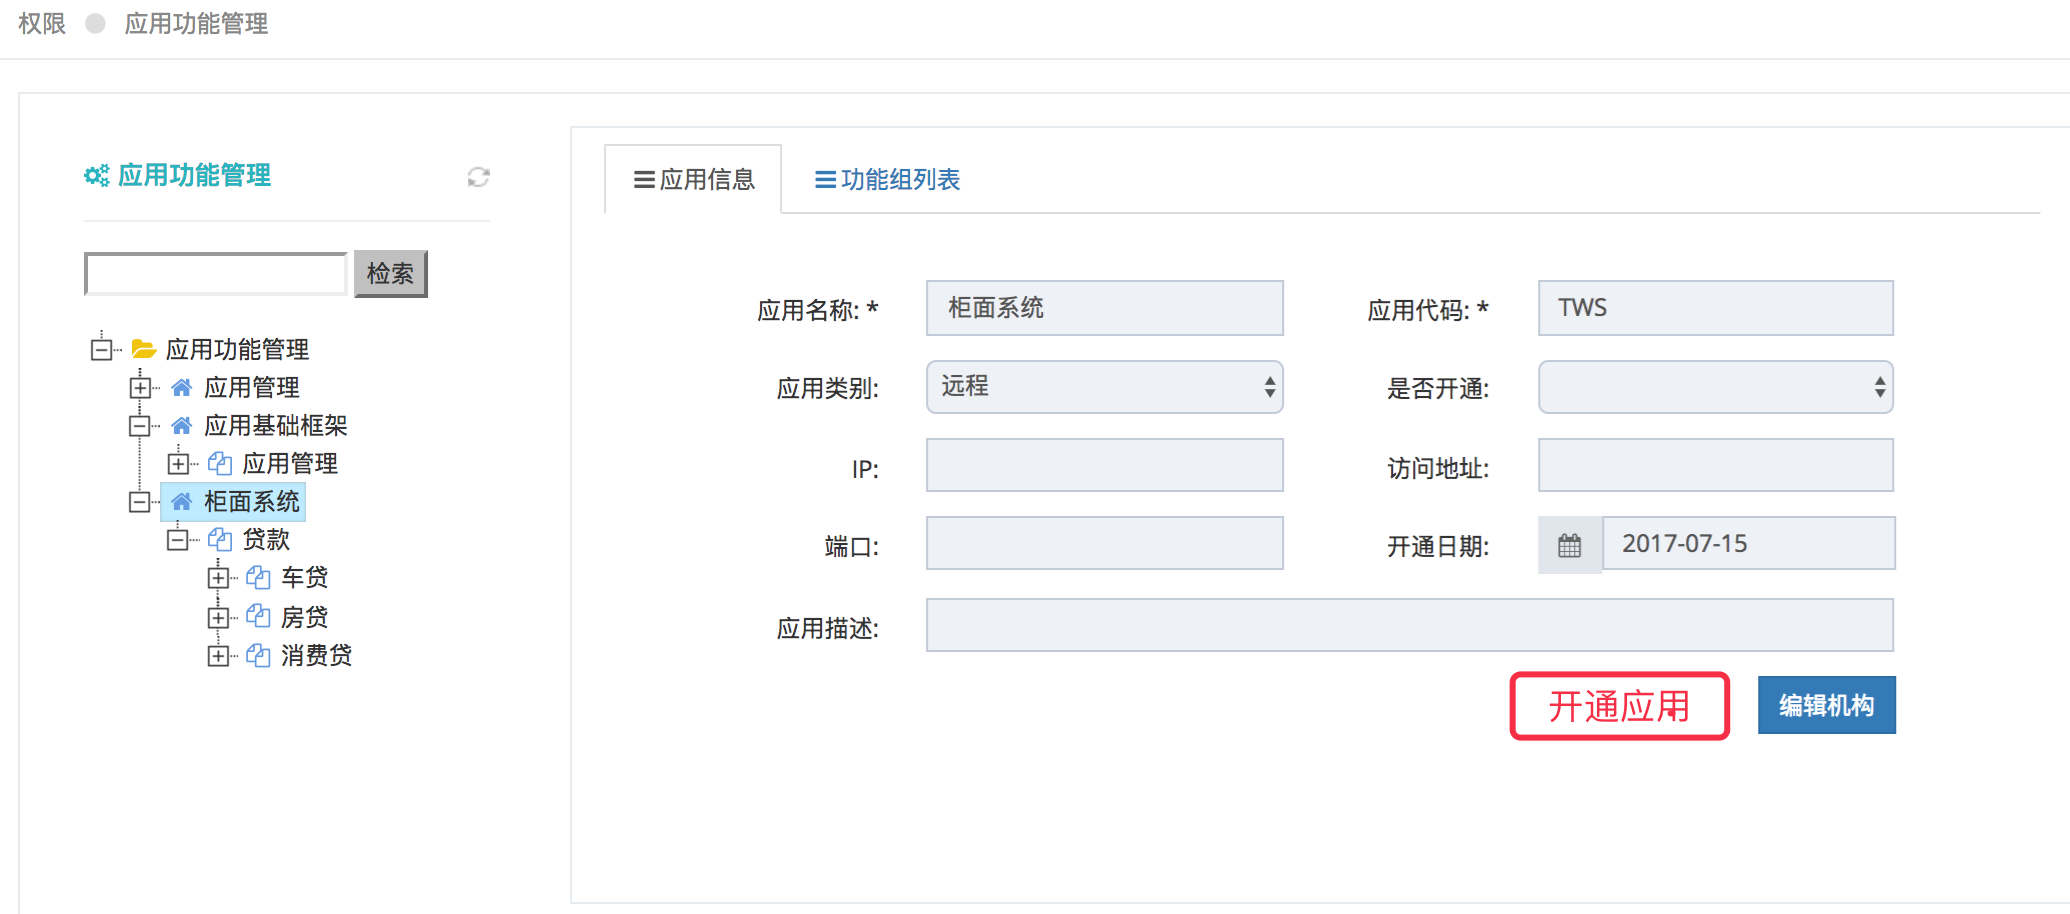 权限 应用功能管理
应用功能管理
检索
应用功能管理
应用管理
应用基础框架
应用管理
柜面系统
贷款
车贷
房贷
消费贷
应用信息 功能组列表
应用名称: * 柜面系统 应用代码: * TWS
应用类别: 远程 是否开通:
IP: 访问地址:
端口: 开通日期: 2017-07-15
应用描述:
开通应用 编辑机构